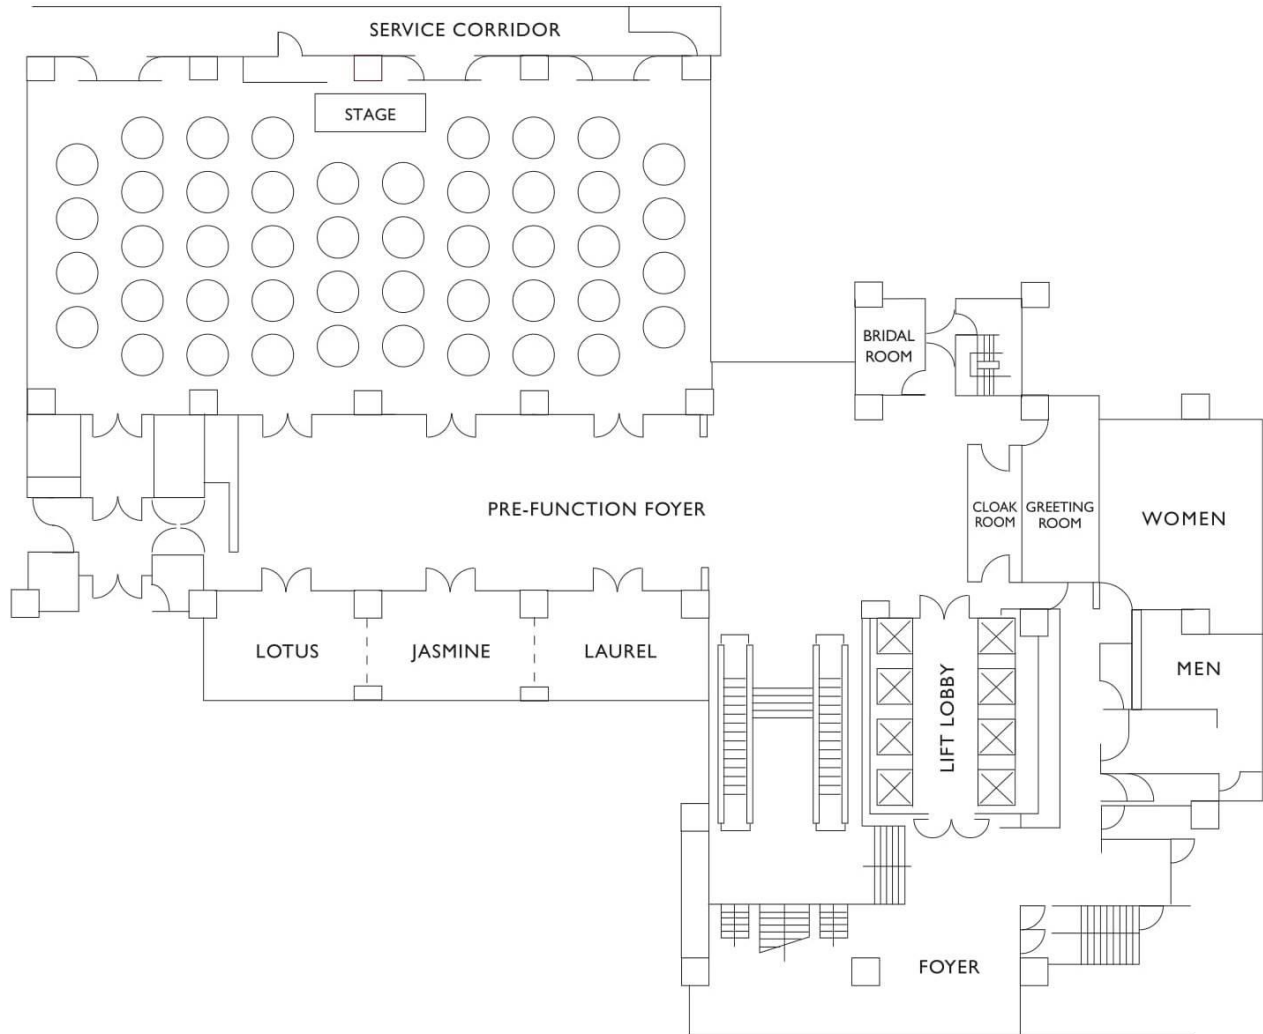 SERVICE CORRIDOR
STAGE
BRIDAL
ROOM
PRE-FUNCTION FOYER
CLOAK
ROOM
GREETING
ROOM
WOMEN
LOTUS
JASMINE
LAUREL
LIFT LOBBY
MEN
FOYER